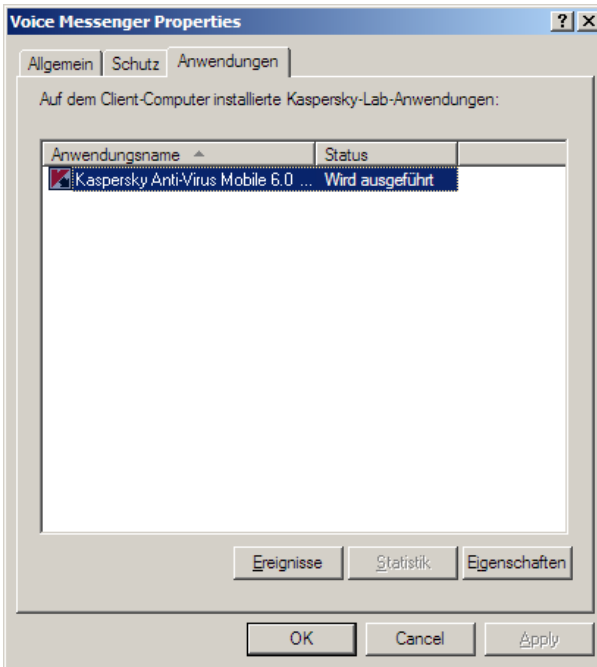 Voice Messenger Properties
Allgemein Schutz Anwendungen
Auf dem Client-Computer installierte Kaspersky-Lab-Anwendungen:
Anwendungsname Status
Kaspersky Anti-Virus Mobile 6.0 ... Wird ausgeführt
Ereignisse Statistik Eigenschaften
OK Cancel Apply